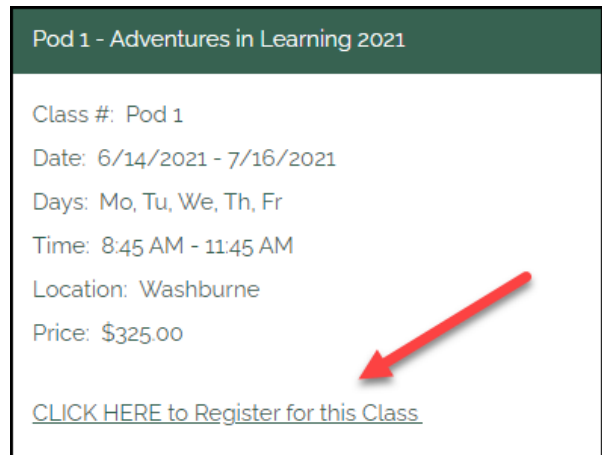 Pod 1 - Adventures in Learning 2021
Class #: Pod 1
Date: 6/14/2021 - 7/16/2021
Days: Mo, Tu, We, Th, Fr
Time: 8:45 AM - 11:45 AM
Location: Washburne
Price: $325.00
CLICK HERE to Register for this Class